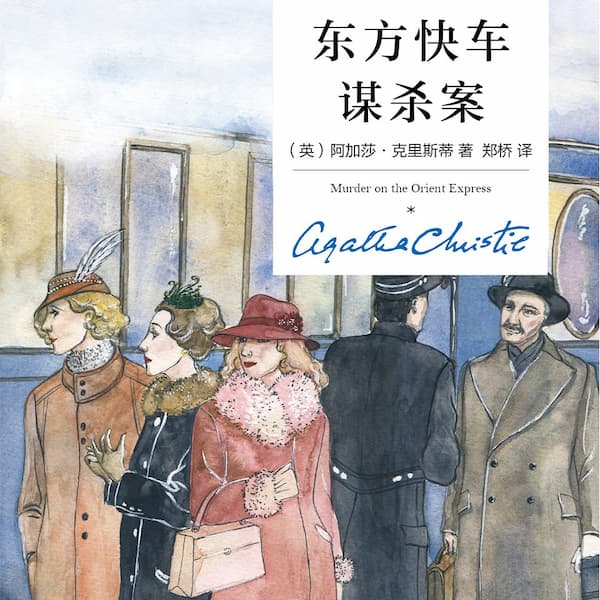 东方快车
谋杀案
（英）阿加莎·克里斯蒂 著 郑桥 译
Murder on the Orient Express
*
Agatha Christie